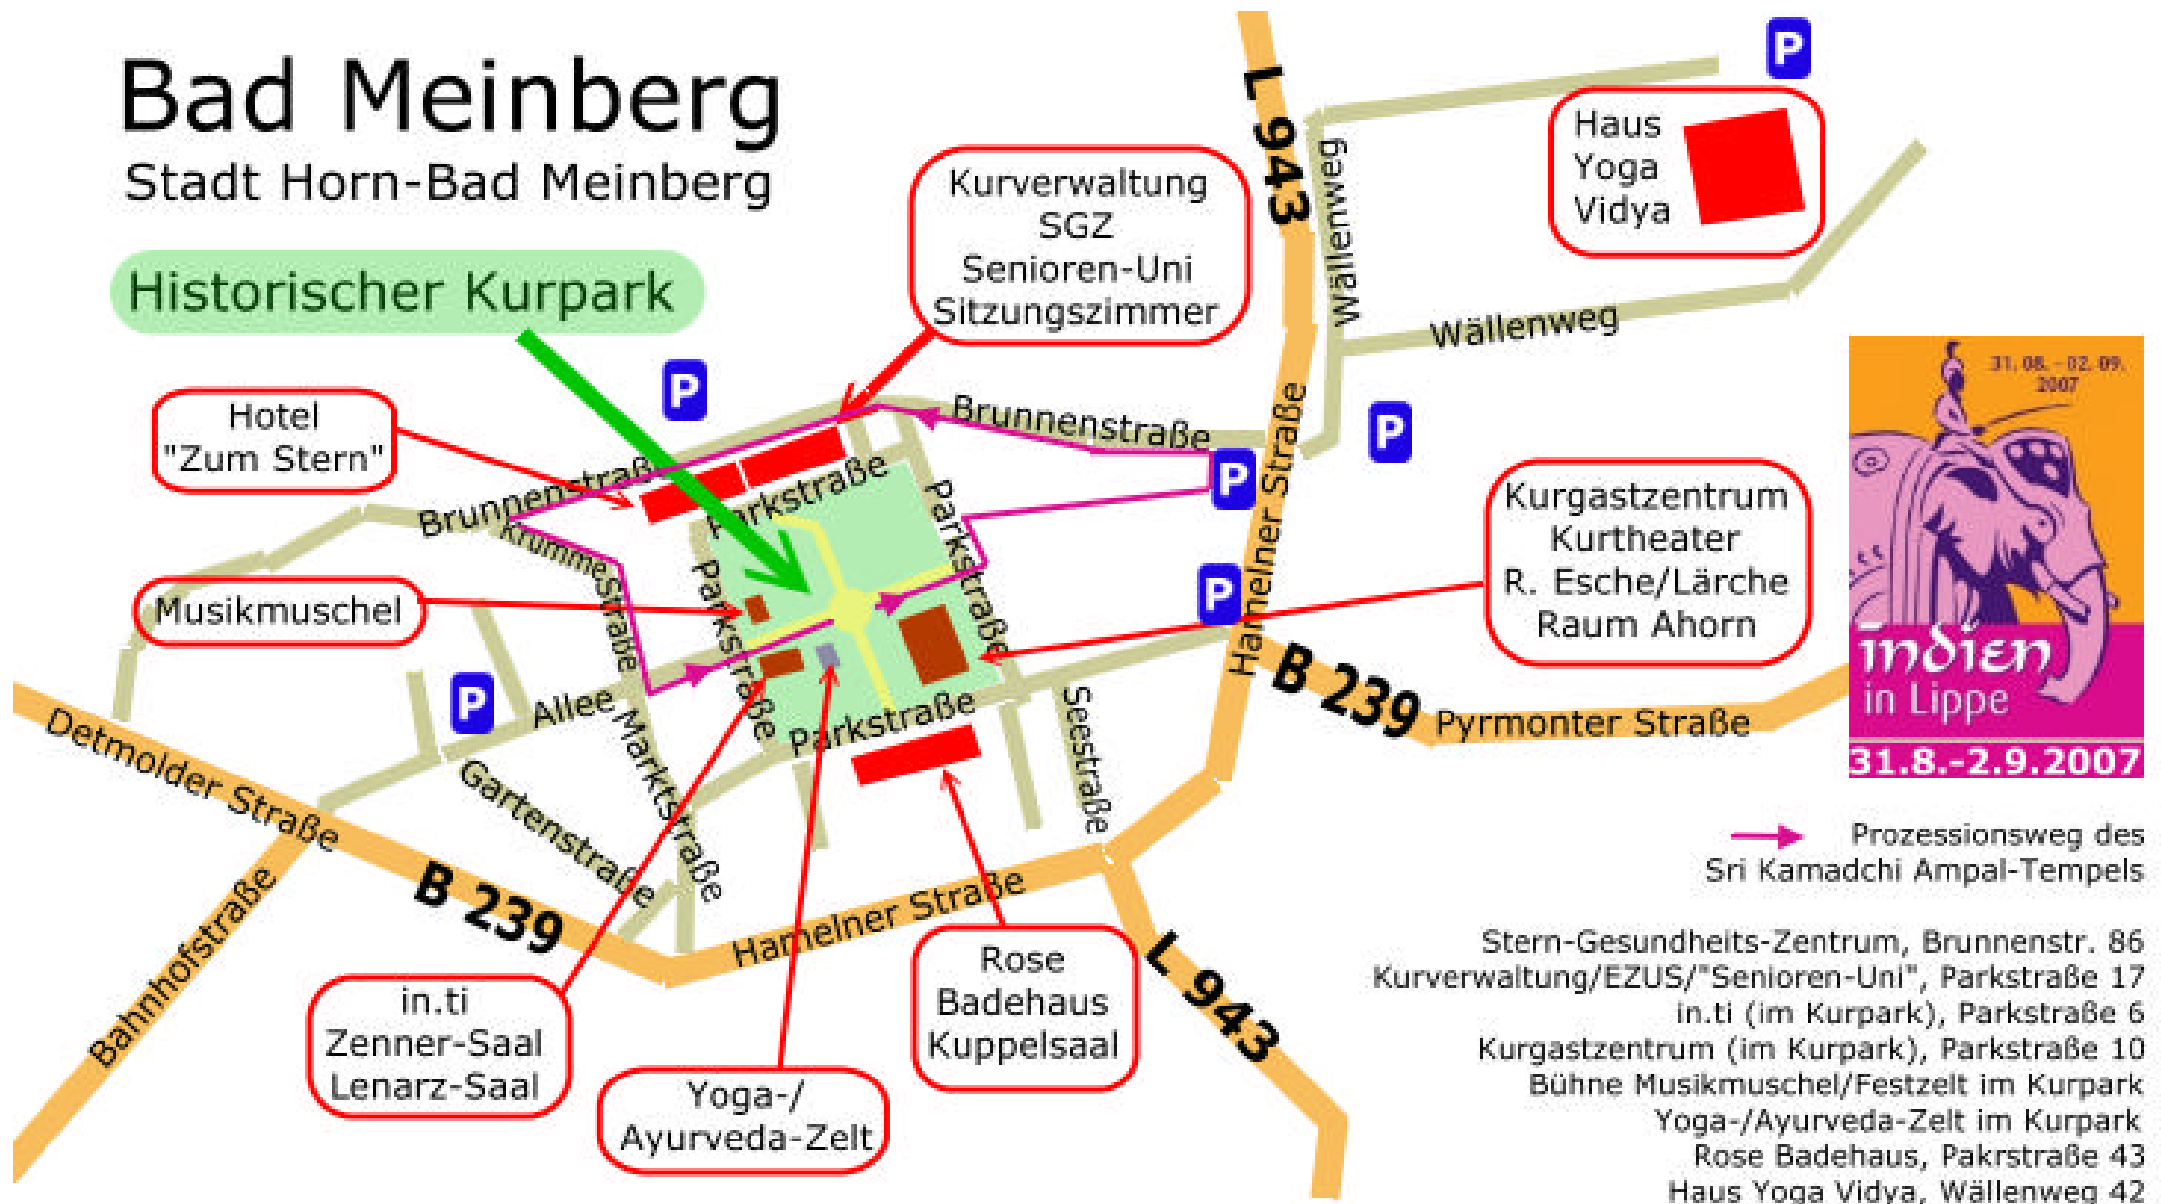 Bad Meinberg
Stadt Horn-Bad Meinberg
Historischer Kurpark
Kurverwaltung
SGZ
Senioren-Uni
Sitzungszimmer
Hotel
"Zum Stern"
Musikmuschel
Haus
Yoga
Vidya
Kurgastzentrum
Kurtheater
R. Esche/Lärche
Raum Ahorn
in.ti
Zenner-Saal
Lenarz-Saal
Yoga-/
Ayurveda-Zelt
Rose
Badehaus
Kuppelsaal
P
P
P
P
P
P
L 943
Wällenweg
Wällenweg
Brunnenstraße
Brunnenstraße
Hamelner Straße
Parkstraße
Parkstraße
Parkstraße
Parkstraße
Krumme Straße
Allee
Marktstraße
Gartenstraße
Seestraße
Detmolder Straße
B 239
Bahnhofstraße
Hamelner Straße
B 239
Pyrmonter Straße
L 943
31. 08. - 02. 09.
2007
indien
in Lippe
31.8.-2.9.2007
Prozessionsweg des
Sri Kamadchi Ampal-Tempels
Stern-Gesundheits-Zentrum, Brunnenstr. 86
Kurverwaltung/EZUS/"Senioren-Uni", Parkstraße 17
in.ti (im Kurpark), Parkstraße 6
Kurgastzentrum (im Kurpark), Parkstraße 10
Bühne Musikmuschel/Festzelt im Kurpark
Yoga-/Ayurveda-Zelt im Kurpark
Rose Badehaus, Pakrstraße 43
Haus Yoga Vidya, Wällenweg 42